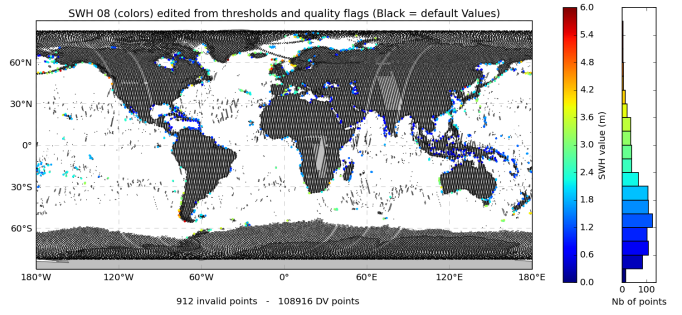 SWH 08 (colors) edited from thresholds and quality flags (Black = default Values)
60°N
30°N
0°
30°S
60°S
180°W
120°W
60°W
0°
60°E
120°E
180°E
912 invalid points - 108916 DV points
6.0
5.4
4.8
4.2
3.6
3.0
2.4
1.8
1.2
0.6
0.0
SWH value (m)
0
100
Nb of points